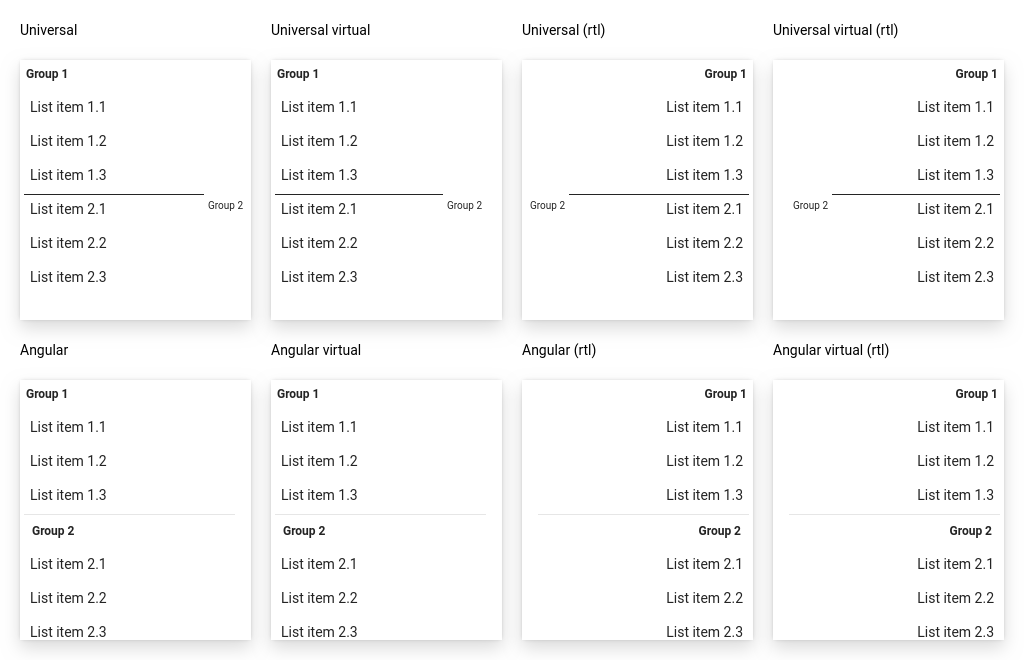 Universal
Group 1
List item 1.1
List item 1.2
List item 1.3
Group 2
List item 2.1
List item 2.2
List item 2.3
Universal virtual
Group 1
List item 1.1
List item 1.2
List item 1.3
Group 2
List item 2.1
List item 2.2
List item 2.3
Universal (rtl)
Group 1
List item 1.1
List item 1.2
List item 1.3
Group 2
List item 2.1
List item 2.2
List item 2.3
Universal virtual (rtl)
Group 1
List item 1.1
List item 1.2
List item 1.3
Group 2
List item 2.1
List item 2.2
List item 2.3
Angular
Group 1
List item 1.1
List item 1.2
List item 1.3
Group 2
List item 2.1
List item 2.2
List item 2.3
Angular virtual
Group 1
List item 1.1
List item 1.2
List item 1.3
Group 2
List item 2.1
List item 2.2
List item 2.3
Angular (rtl)
Group 1
List item 1.1
List item 1.2
List item 1.3
Group 2
List item 2.1
List item 2.2
List item 2.3
Angular virtual (rtl)
Group 1
List item 1.1
List item 1.2
List item 1.3
Group 2
List item 2.1
List item 2.2
List item 2.3